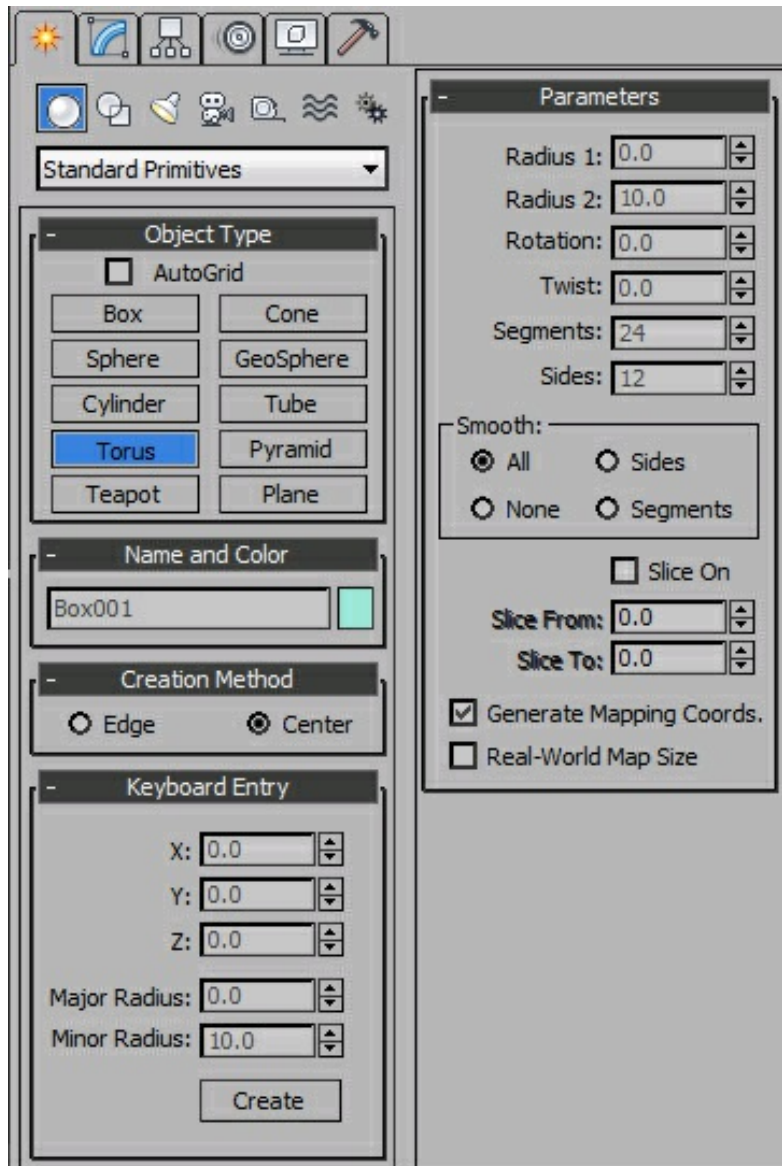 Standard Primitives
- Object Type
AutoGrid
Box Cone
Sphere GeoSphere
Cylinder Tube
Torus Pyramid
Teapot Plane
- Name and Color
Box001
- Creation Method
Edge Center
- Keyboard Entry
X: 0.0
Y: 0.0
Z: 0.0
Major Radius: 0.0
Minor Radius: 10.0
Create
- Parameters
Radius 1: 0.0
Radius 2: 10.0
Rotation: 0.0
Twist: 0.0
Segments: 24
Sides: 12
Smooth:
All Sides
None Segments
Slice On
Slice From: 0.0
Slice To: 0.0
Generate Mapping Coords.
Real-World Map Size